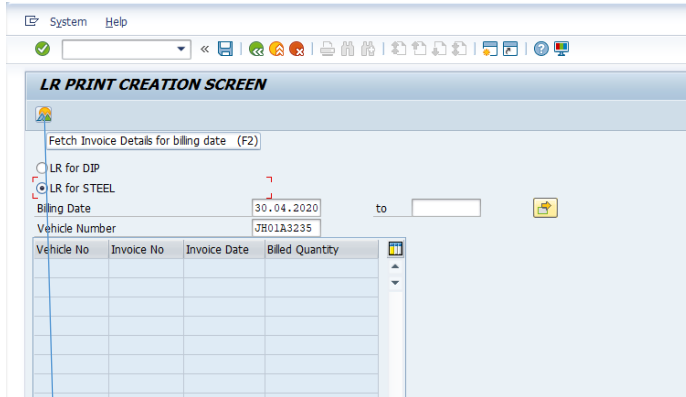 System Help
LR PRINT CREATION SCREEN
Fetch Invoice Details for billing date (F2)
LR for DIP
LR for STEEL
Billing Date 30.04.2020 to
Vehicle Number JH01A3235
Vehicle No Invoice No Invoice Date Billed Quantity